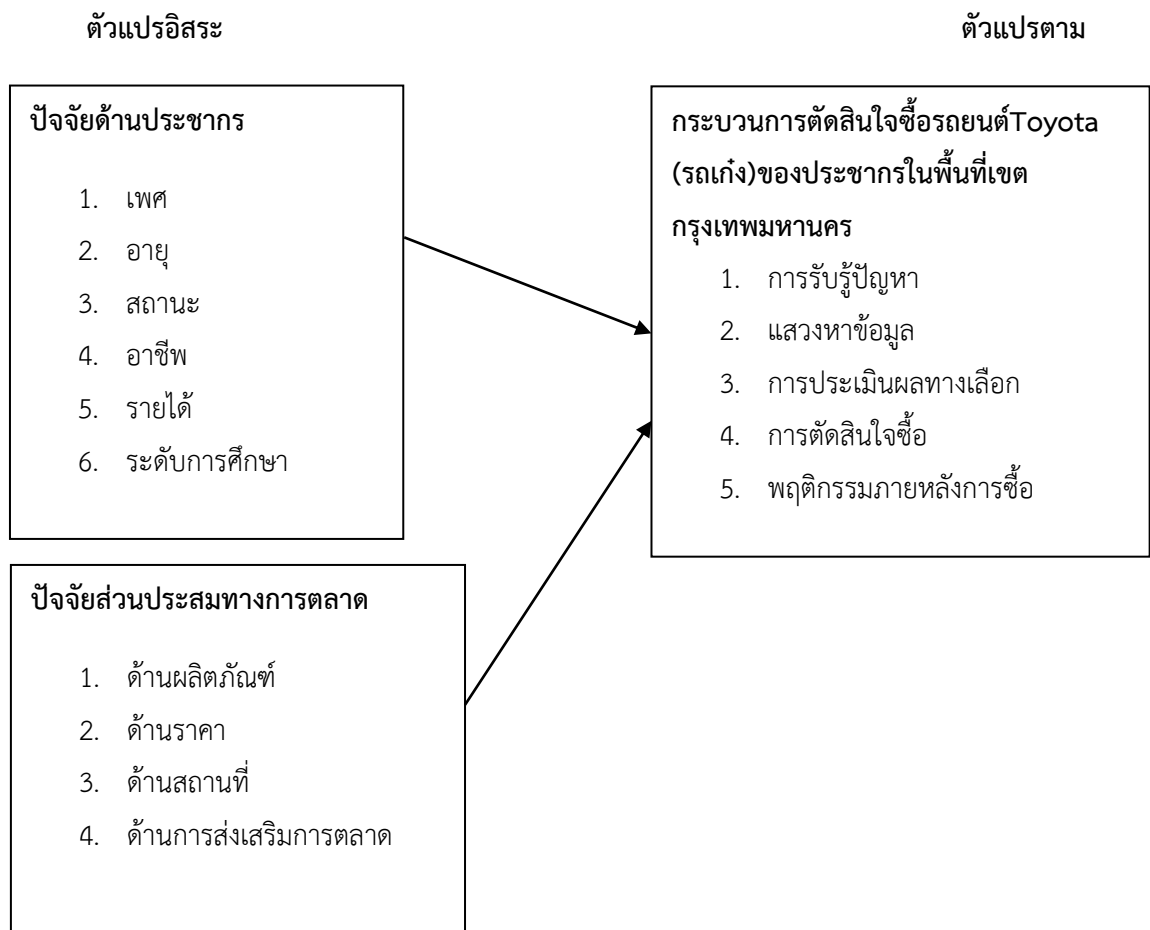 ตัวแปรอิสระ
ตัวแปรตาม
ปัจจัยด้านประชากร
1. เพศ
2. อายุ
3. สถานะ
4. อาชีพ
5. รายได้
6. ระดับการศึกษา
ปัจจัยส่วนประสมทางการตลาด
1. ด้านผลิตภัณฑ์
2. ด้านราคา
3. ด้านสถานที่
4. ด้านการส่งเสริมการตลาด
กระบวนการตัดสินใจซื้อรถยนต์Toyota
(รถเก๋ง)ของประชากรในพื้นที่เขต
กรุงเทพมหานคร
1. การรับรู้ปัญหา
2. แสวงหาข้อมูล
3. การประเมินผลทางเลือก
4. การตัดสินใจซื้อ
5. พฤติกรรมภายหลังการซื้อ